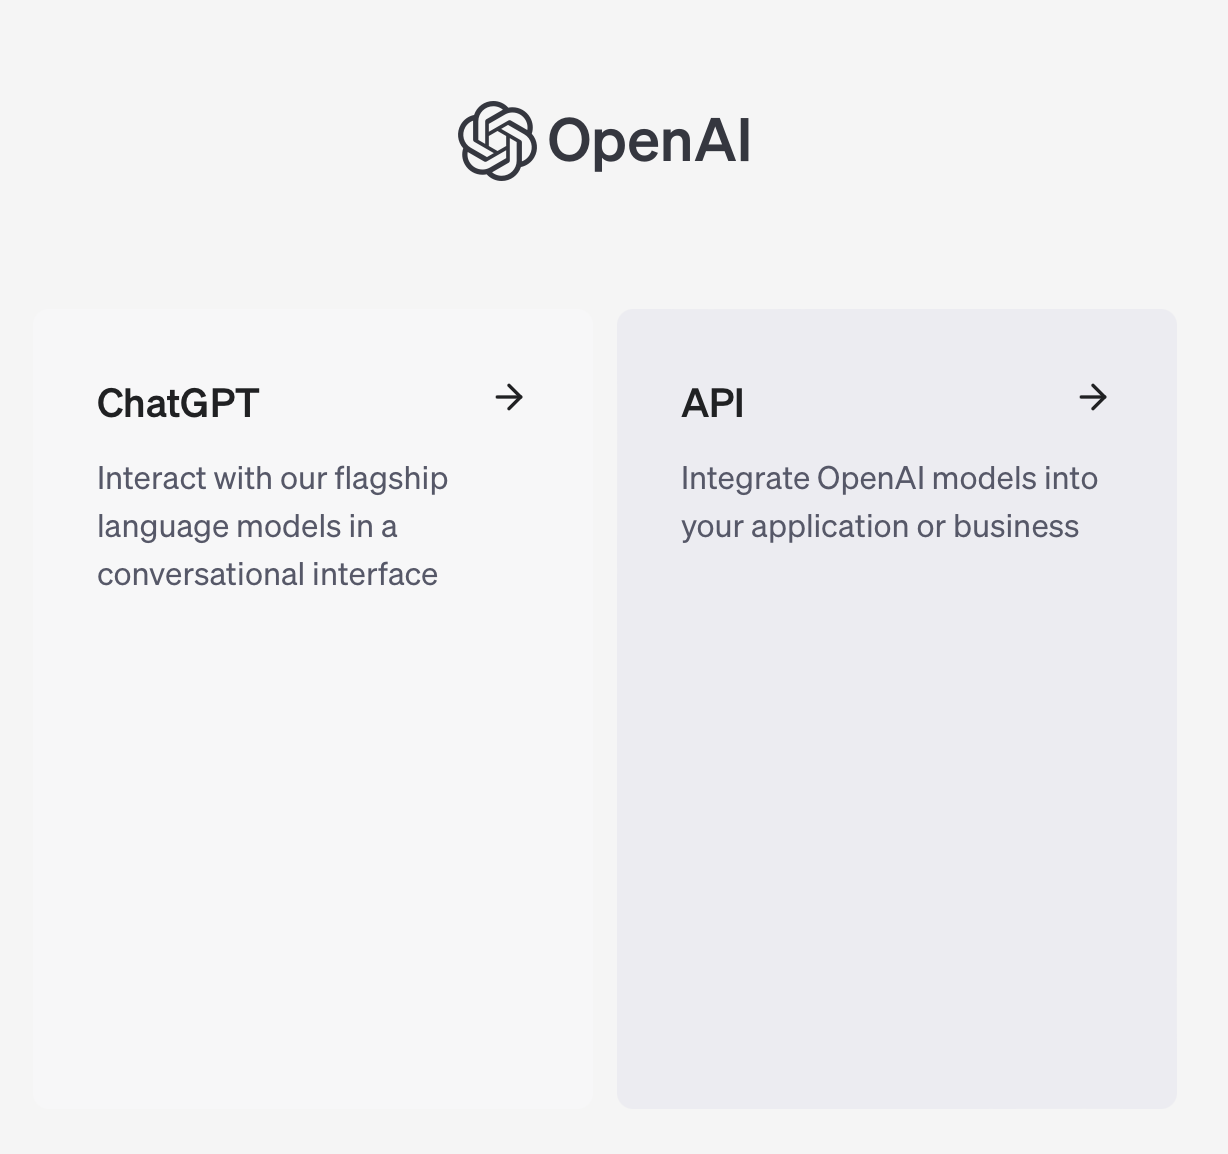 OpenAI
ChatGPT
Interact with our flagship
language models in a
conversational interface
API
Integrate OpenAI models into
your application or business